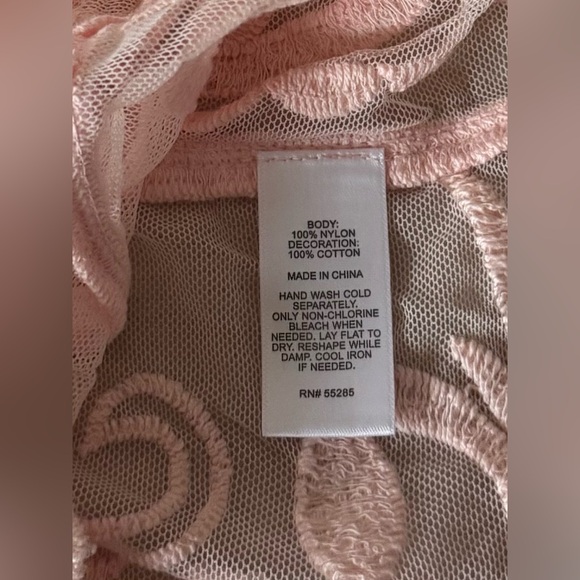 BODY:
100% NYLON
DECORATION:
100% COTTON
MADE IN CHINA
HAND WASH COLD
SEPARATELY.
ONLY NON-CHLORINE
BLEACH WHEN
NEEDED. LAY FLAT TO
DRY. RESHAPE WHILE
DAMP. COOL IRON
IF NEEDED.
RN# 55285